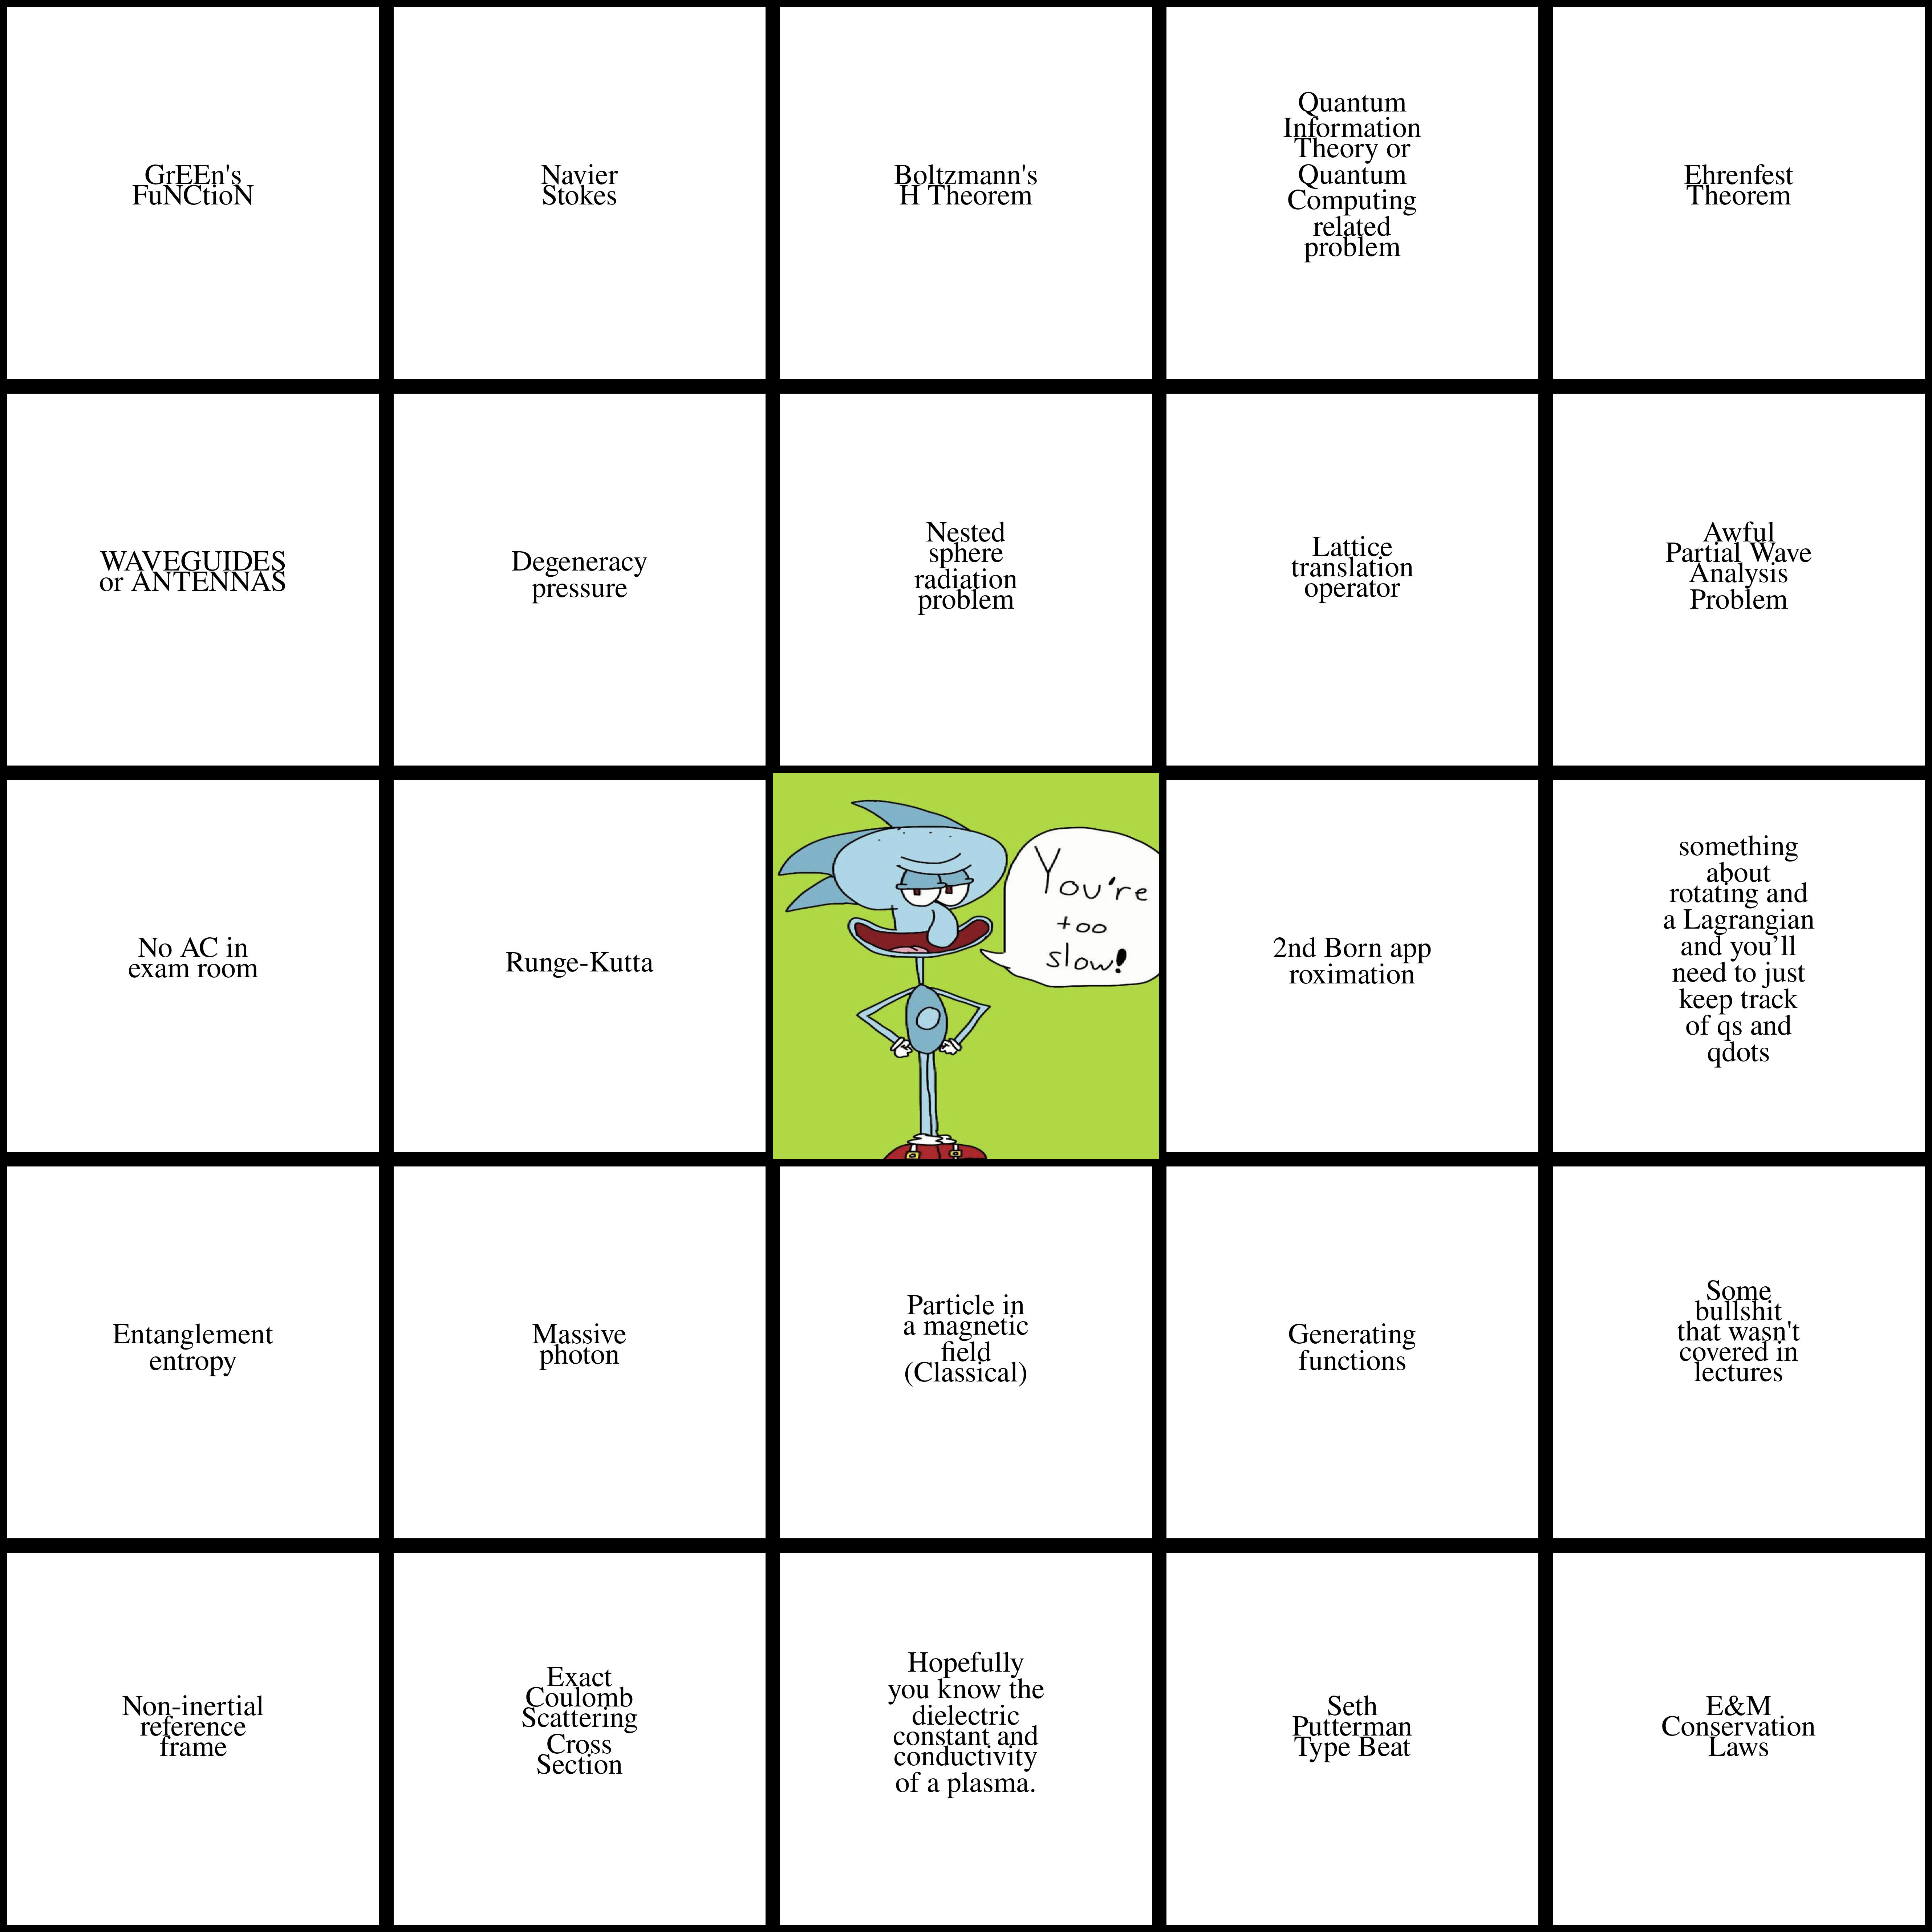 GrEEn's
FuNCtioN
Navier
Stokes
Boltzmann's
H Theorem
Quantum
Information
Theory or
Quantum
Computing
related
problem
Ehrenfest
Theorem
WAVEGUIDES
or ANTENNAS
Degeneracy
pressure
Nested
sphere
radiation
problem
Lattice
translation
operator
Awful
Partial Wave
Analysis
Problem
No AC in
exam room
Runge-Kutta
You're
too
slow!
2nd Born app
roximation
something
about
rotating and
a Lagrangian
and you’ll
need to just
keep track
of qs and
qdots
Entanglement
entropy
Massive
photon
Particle in
a magnetic
field
(Classical)
Generating
functions
Some
bullshit
that wasn't
covered in
lectures
Non-inertial
reference
frame
Exact
Coulomb
Scattering
Cross
Section
Hopefully
you know the
dielectric
constant and
conductivity
of a plasma.
Seth
Putterman
Type Beat
E&M
Conservation
Laws